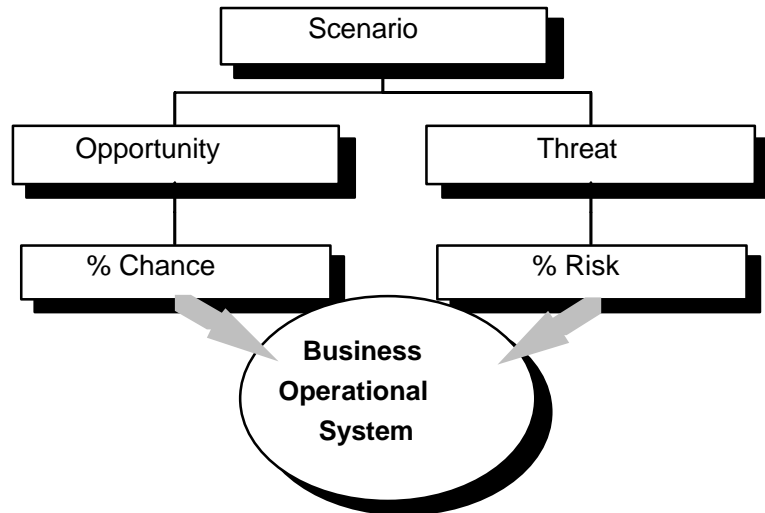 Scenario
Opportunity
Threat
% Chance
% Risk
Business
Operational
System